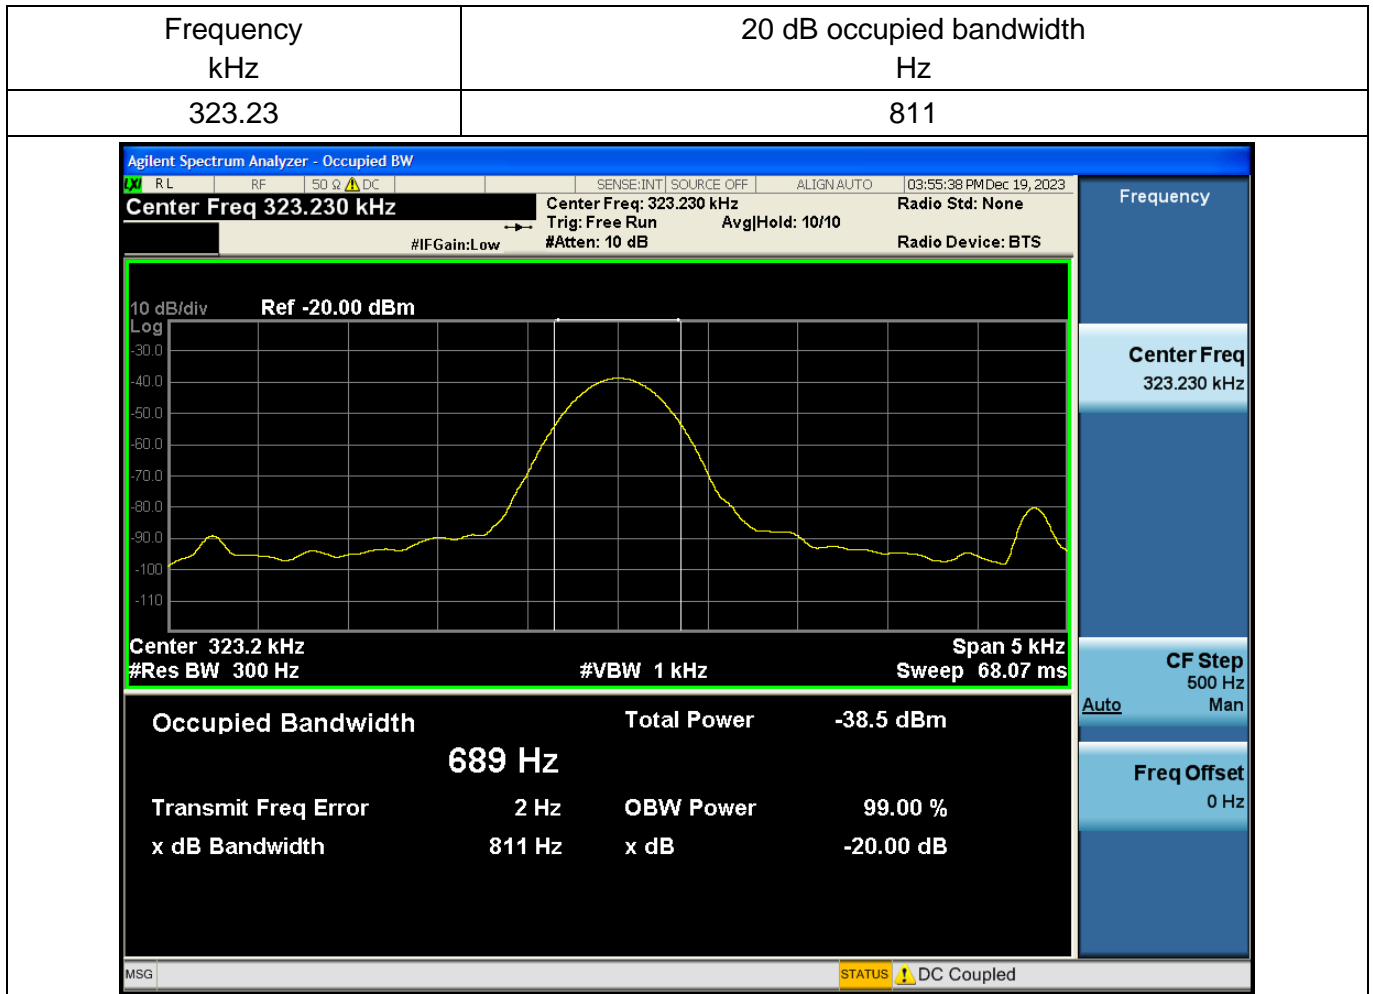 Frequency
kHz
20 dB occupied bandwidth
Hz
323.23
811
Agilent Spectrum Analyzer - Occupied BW
LXI RL RF 50 Ω DC SENSE:INT SOURCE OFF ALIGN AUTO 03:55:38 PM Dec 19, 2023
Center Freq 323.230 kHz
Center Freq: 323.230 kHz
Radio Std: None
Trig: Free Run
Avg|Hold: 10/10
#IFGain:Low
#Atten: 10 dB
Radio Device: BTS
10 dB/div
Ref -20.00 dBm
Log
-30.0
-40.0
-50.0
-60.0
-70.0
-80.0
-90.0
-100
-110
Center 323.2 kHz
Span 5 kHz
#Res BW 300 Hz
#VBW 1 kHz
Sweep 68.07 ms
Occupied Bandwidth
Total Power
-38.5 dBm
689 Hz
Transmit Freq Error
2 Hz
OBW Power
99.00 %
x dB Bandwidth
811 Hz
x dB
-20.00 dB
Frequency
Center Freq
323.230 kHz
CF Step
500 Hz
Auto Man
Freq Offset
0 Hz
MSG
STATUS
DC Coupled